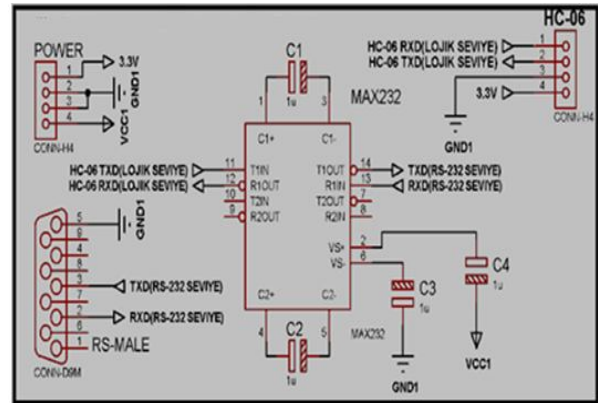 HC-06
POWER
1
3.3V
2
3
4
GND1
VCC1
CONN-H4
C1
1u
1
3
MAX232
HC-06 RXD(LOJIK SEVIYE)
1
HC-06 TXD(LOJIK SEVIYE)
2
3
3.3V
4
CONN-H4
GND1
C1+
C1-
HC-06 TXD(LOJIK SEVIYE)
11
T1IN
T1OUT
14
TXD(RS-232 SEVIYE)
HC-06 RXD(LOJIK SEVIYE)
12
R1OUT
R1IN
13
RXD(RS-232 SEVIYE)
10
T2IN
T2OUT
7
9
R2OUT
R2IN
8
VS+
2
VS-
6
C2+
C2-
4
5
C2
1u
MAX232
C3
1u
GND1
C4
1u
VCC1
5
GND1
9
4
8
3
TXD(RS-232 SEVIYE)
7
2
RXD(RS-232 SEVIYE)
6
1
RS-MALE
CONN-D9M